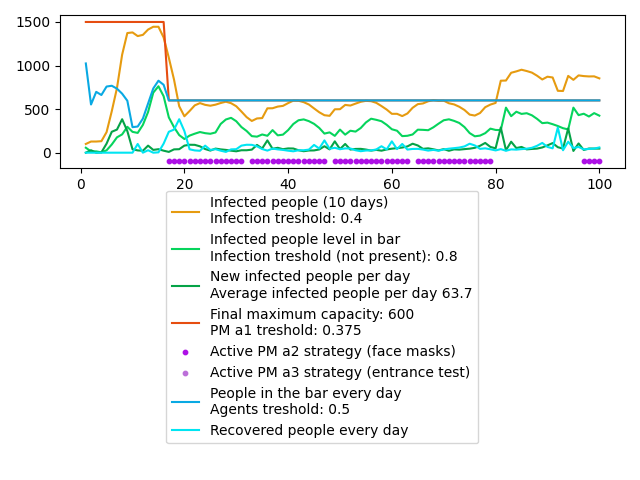 1500
1000
500
0
0 20 40 60 80 100
Infected people (10 days)
Infection treshold: 0.4
Infected people level in bar
Infection treshold (not present): 0.8
New infected people per day
Average infected people per day 63.7
Final maximum capacity: 600
PM a1 treshold: 0.375
Active PM a2 strategy (face masks)
Active PM a3 strategy (entrance test)
People in the bar every day
Agents treshold: 0.5
Recovered people every day